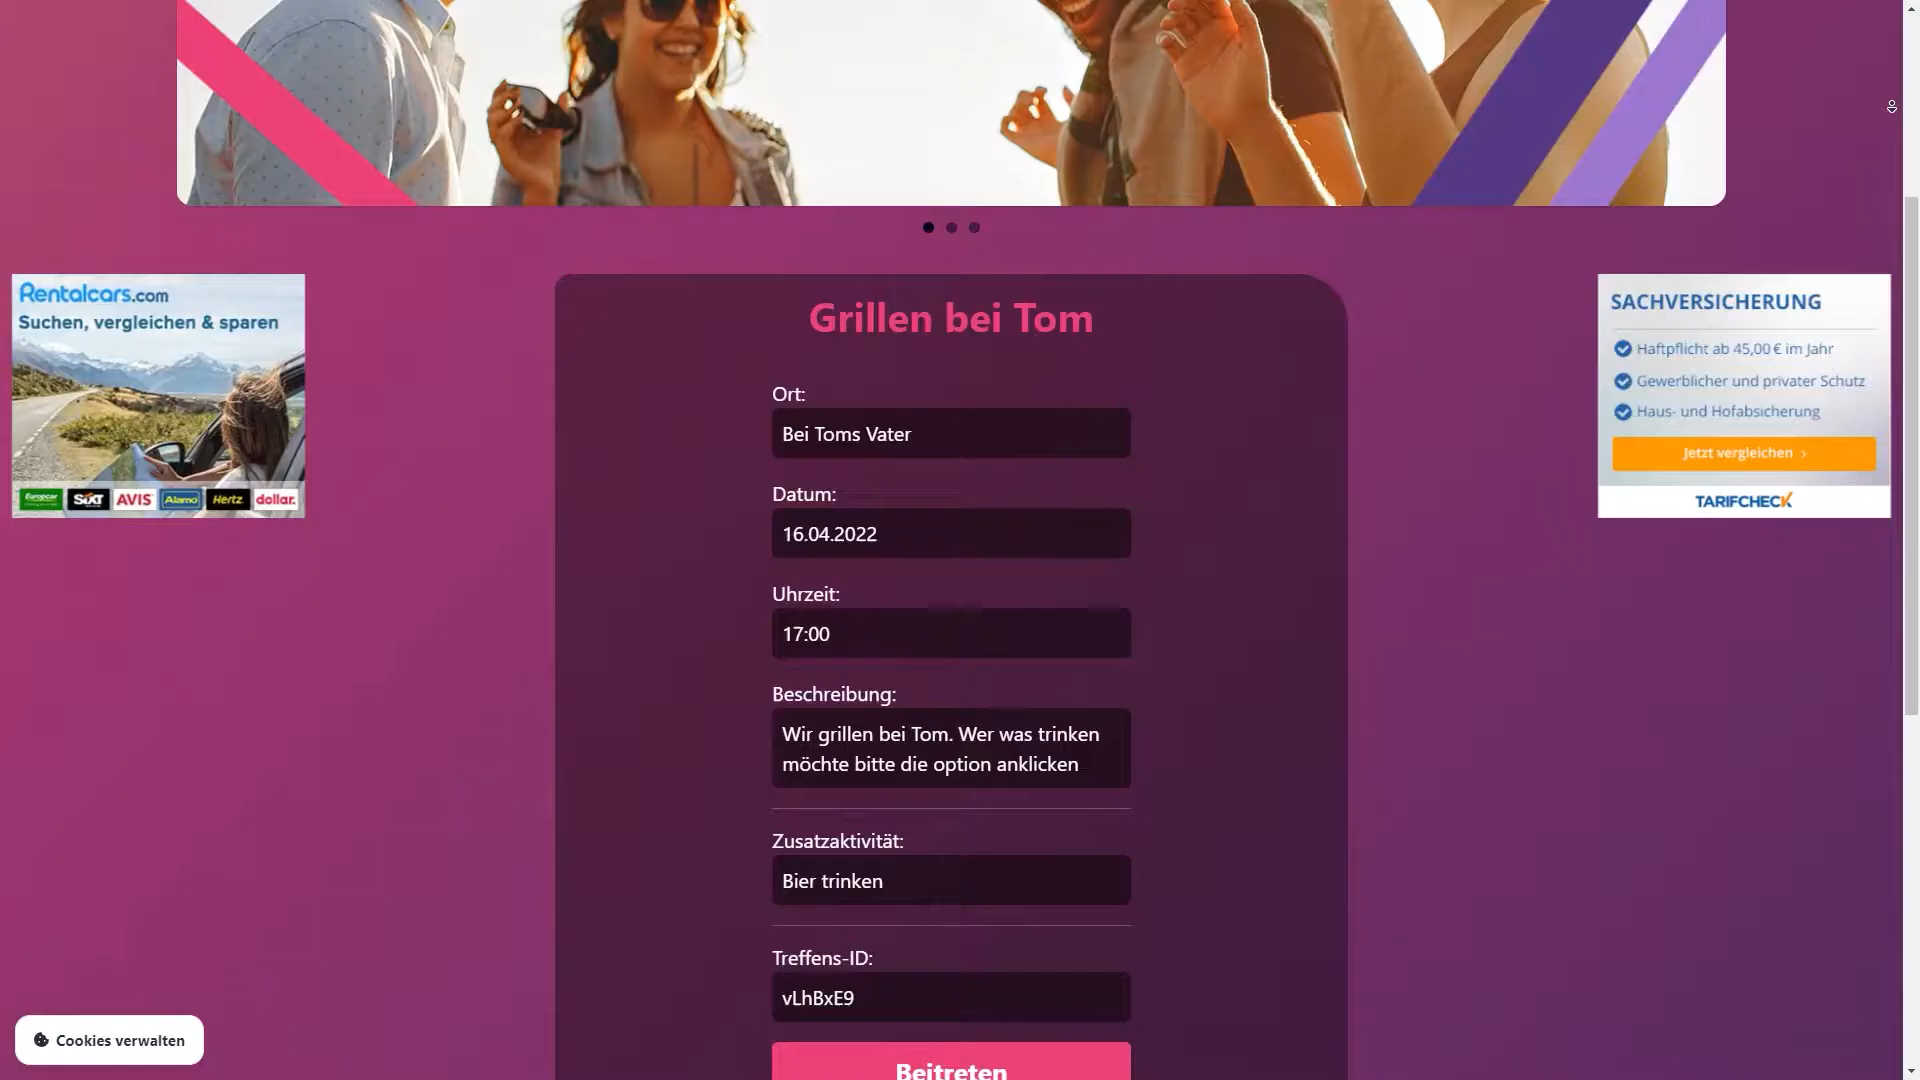 Rentalcars.com
Suchen, vergleichen & sparen
Europcar
SIXT
AVIS
Alamo
Hertz
dollar.
Grillen bei Tom
Ort:
Bei Toms Vater
Datum:
16.04.2022
Uhrzeit:
17:00
Beschreibung:
Wir grillen bei Tom. Wer was trinken
möchte bitte die option anklicken
Zusatzaktivität:
Bier trinken
Treffens-ID:
vLhBxE9
Beitreten
SACHVERSICHERUNG
Haftpflicht ab 45,00 € im Jahr
Gewerblicher und privater Schutz
Haus- und Hofabsicherung
Jetzt vergleichen >
TARIFCHECK
Cookies verwalten